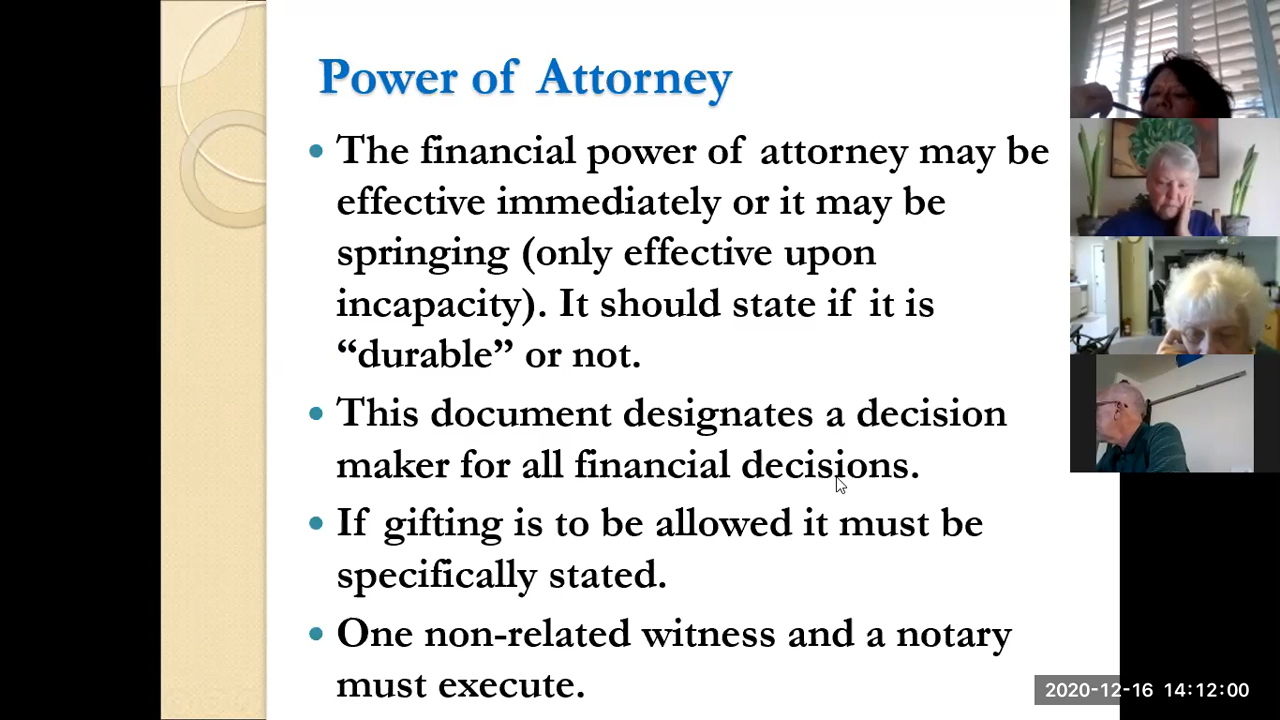 Power of Attorney
• The financial power of attorney may be
effective immediately or it may be
springing (only effective upon
incapacity). It should state if it is
“durable” or not.
• This document designates a decision
maker for all financial decisions.
• If gifting is to be allowed it must be
specifically stated.
• One non-related witness and a notary
must execute.
2020-12-16 14:12:00